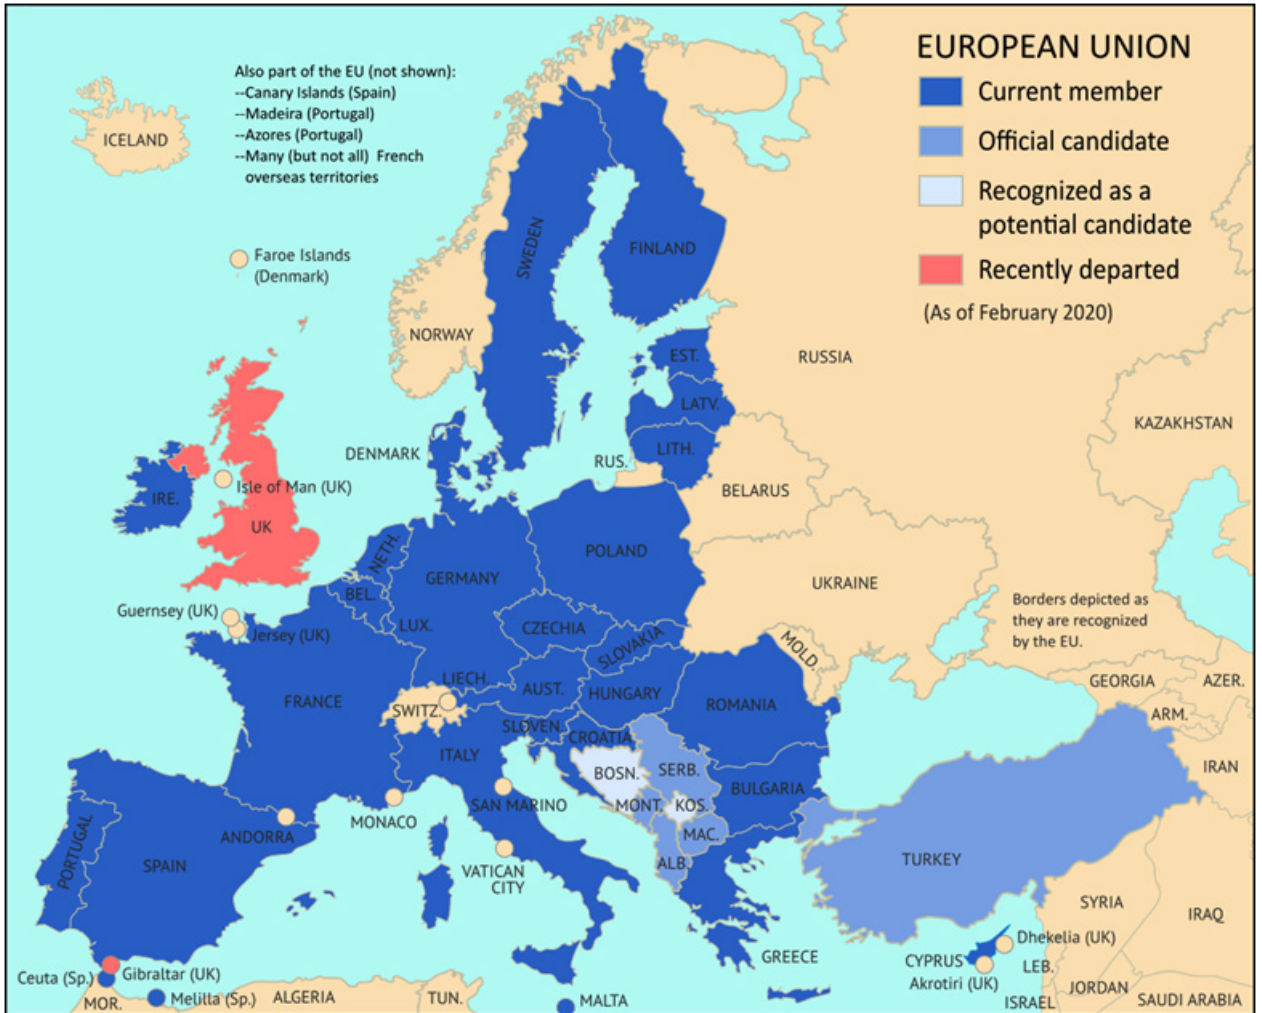 EUROPEAN UNION
Current member
Official candidate
Recognized as a
potential candidate
Recently departed
(As of February 2020)
Also part of the EU (not shown):
--Canary Islands (Spain)
--Madeira (Portugal)
--Azores (Portugal)
--Many (but not all) French
overseas territories
ICELAND
Faroe Islands
(Denmark)
SWEDEN
FINLAND
NORWAY
RUSSIA
EST.
LATV.
LITH.
RUS.
DENMARK
KAZAKHSTAN
BELARUS
IRE.
Isle of Man (UK)
UK
NETH.
POLAND
GERMANY
UKRAINE
BEL.
Borders depicted as
they are recognized
by the EU.
Guernsey (UK)
Jersey (UK)
LUX.
CZECHIA
SLOVAKIA
MOLD.
LIECH.
AUST.
HUNGARY
GEORGIA
AZER.
FRANCE
SWITZ.
ROMANIA
ARM.
SLOVEN.
CROATIA
ITALY
BOSN.
SERB.
IRAN
BULGARIA
SAN MARINO
MONT.
KOS.
MONACO
ANDORRA
MAC.
PORTUGAL
SPAIN
VATICAN
CITY
ALB.
TURKEY
SYRIA
IRAQ
GREECE
CYPRUS
Dhekelia (UK)
Akrotiri (UK)
LEB.
Ceuta (Sp.)
Gibraltar (UK)
MOR.
Melilla (Sp.)
ALGERIA
TUN.
MALTA
ISRAEL
JORDAN
SAUDI ARABIA